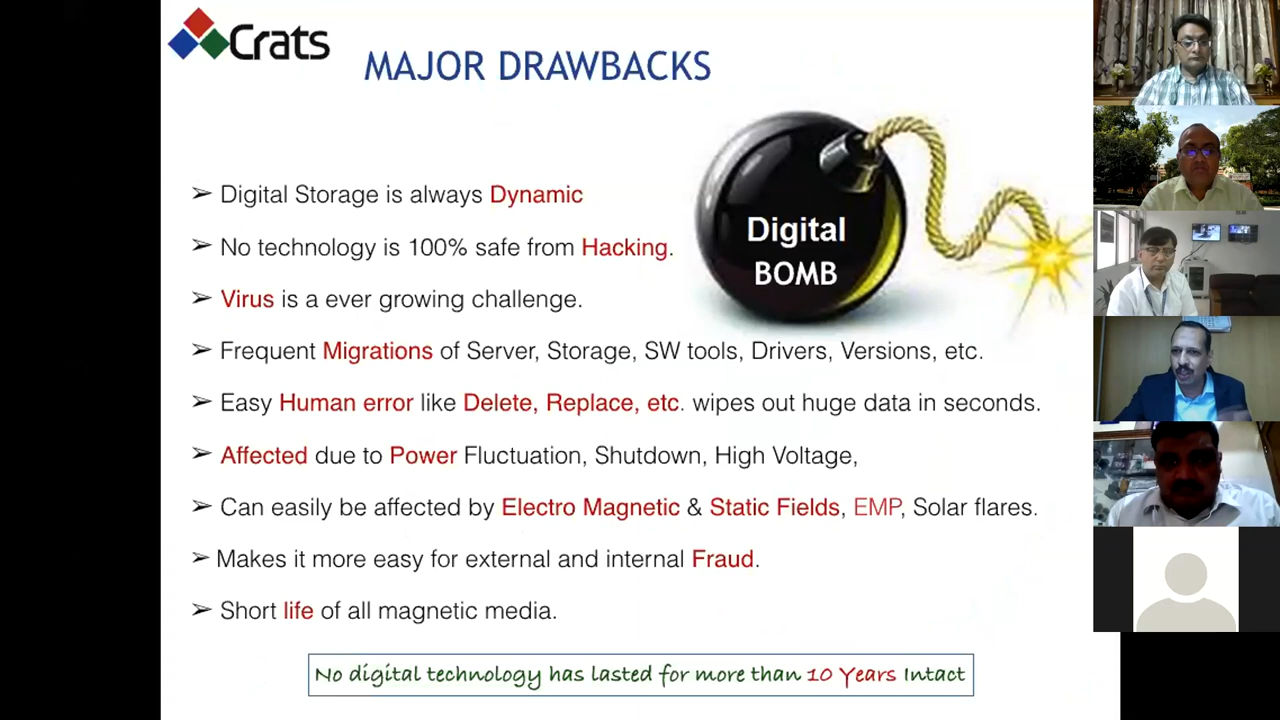 Crats
MAJOR DRAWBACKS
➢ Digital Storage is always Dynamic
➢ No technology is 100% safe from Hacking.
➢ Virus is a ever growing challenge.
➢ Frequent Migrations of Server, Storage, SW tools, Drivers, Versions, etc.
➢ Easy Human error like Delete, Replace, etc. wipes out huge data in seconds.
➢ Affected due to Power Fluctuation, Shutdown, High Voltage,
➢ Can easily be affected by Electro Magnetic & Static Fields, EMP, Solar flares.
➢ Makes it more easy for external and internal Fraud.
➢ Short life of all magnetic media.
Digital
BOMB
No digital technology has lasted for more than 10 Years Intact